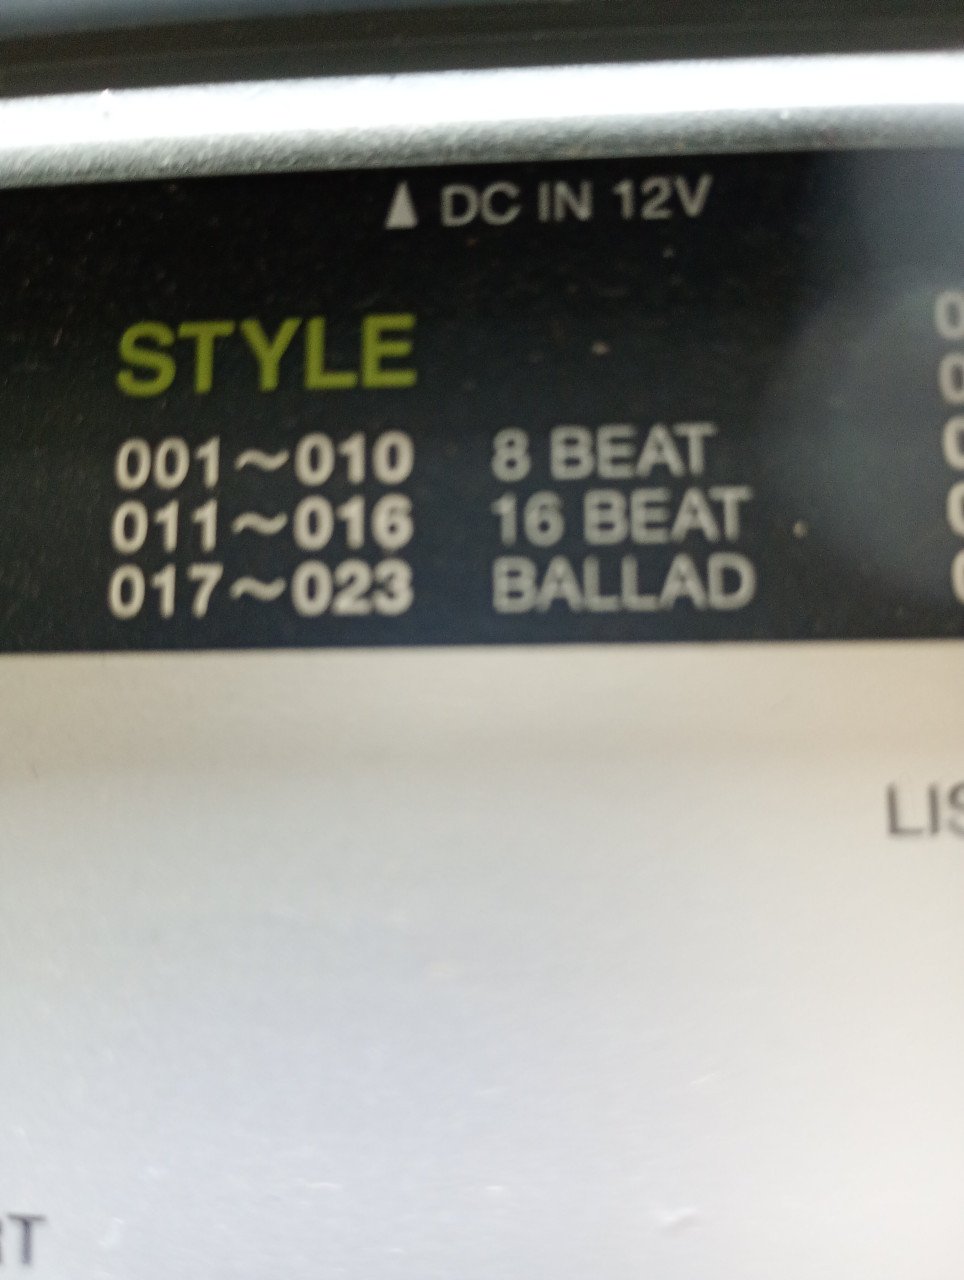 DC IN 12V
STYLE
001~010 8 BEAT
011~016 16 BEAT
017~023 BALLAD